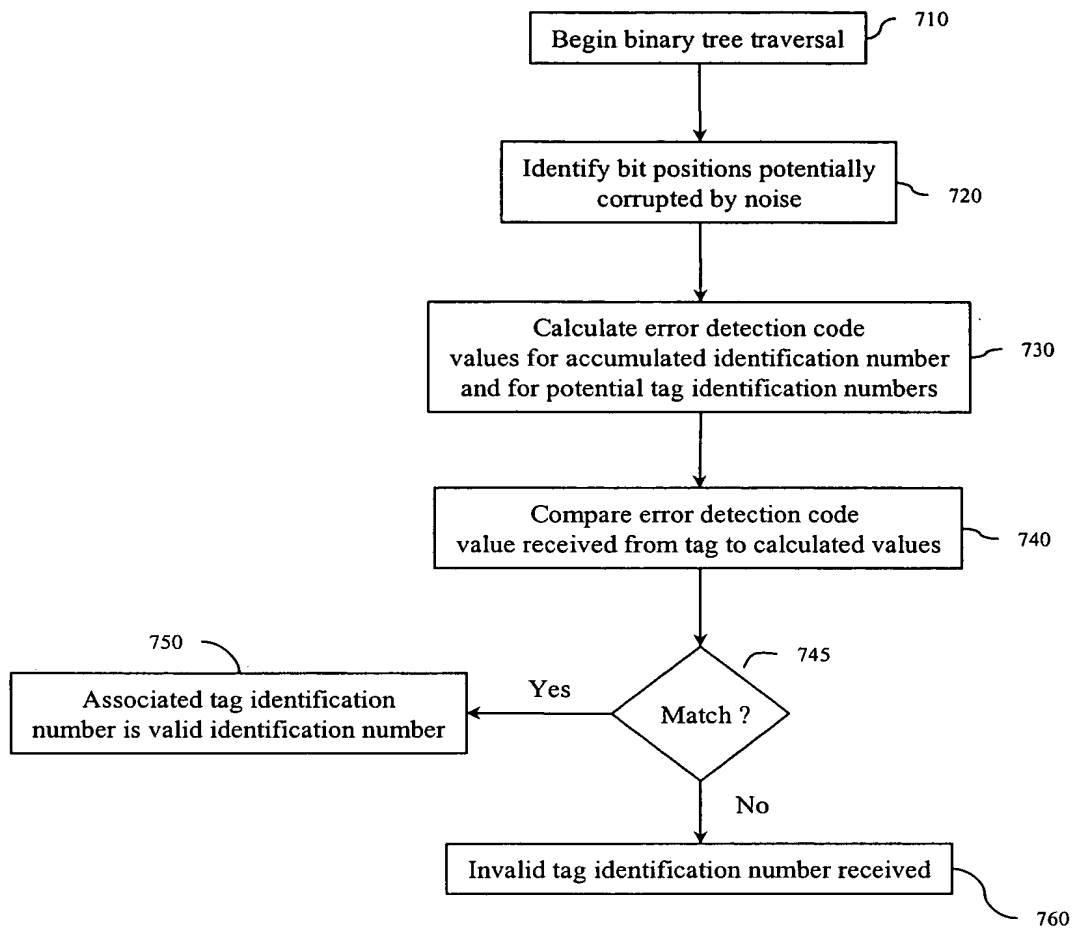 Begin binary tree traversal
710
Identify bit positions potentially
corrupted by noise
720
Calculate error detection code
values for accumulated identification number
and for potential tag identification numbers
730
Compare error detection code
value received from tag to calculated values
740
745
Match ?
Yes
750
Associated tag identification
number is valid identification number
No
Invalid tag identification number received
760